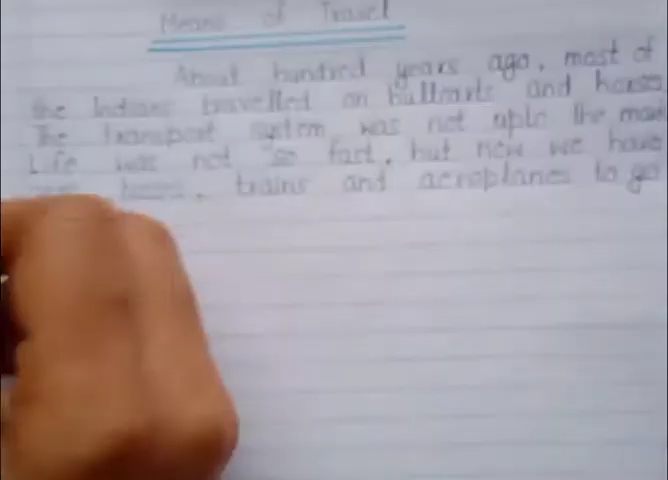 Means of Travel
About hundred years ago, most of
the Indians travelled on bullcarts and horses.
The transport system was not upto the mark
Life was not so fast, but now we have
trains and aeroplanes to go